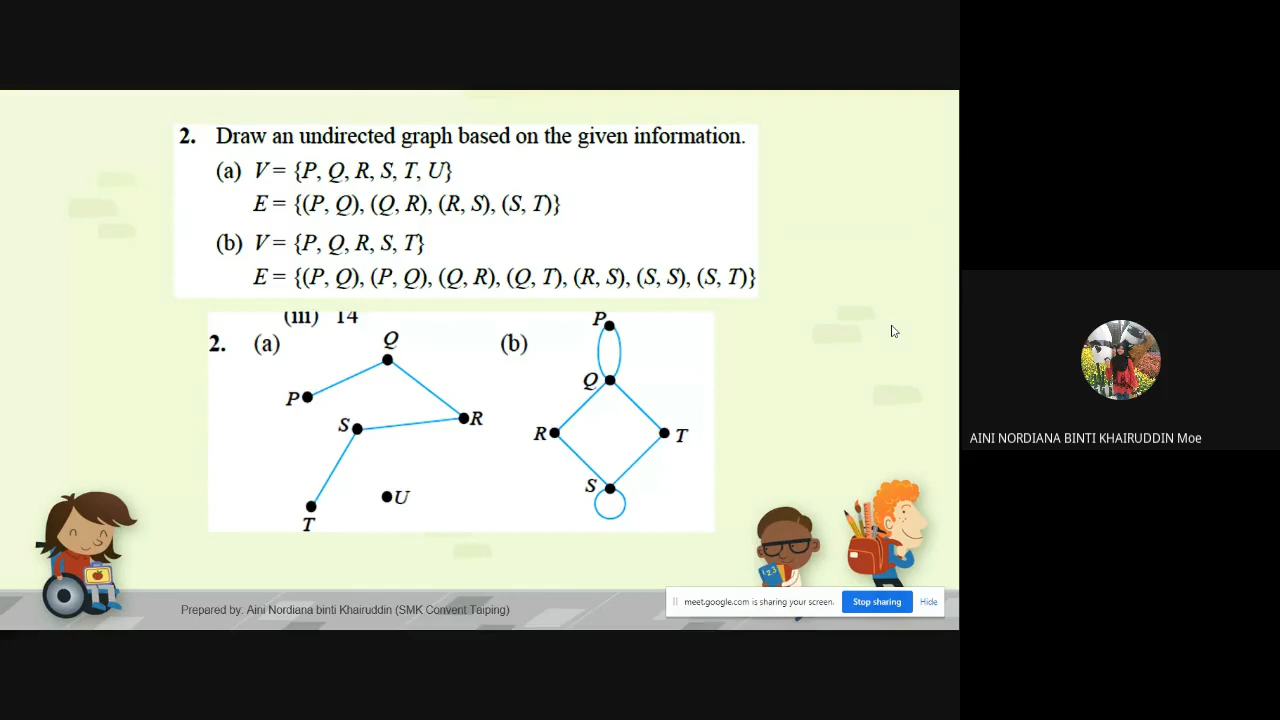 2. Draw an undirected graph based on the given information.
(a) V = {P, Q, R, S, T, U}
E = {(P, Q), (Q, R), (R, S), (S, T)}
(b) V = {P, Q, R, S, T}
E = {(P, Q), (P, Q), (Q, R), (Q, T), (R, S), (S, S), (S, T)}
(iii) 14
2. (a)
Q
P
S
R
U
T
(b)
P
Q
R
T
S
Prepared by: Aini Nordiana binti Khairuddin (SMK Convent Taiping)
meet.google.com is sharing your screen. Stop sharing Hide
AINI NORDIANA BINTI KHAIRUDDIN Moe